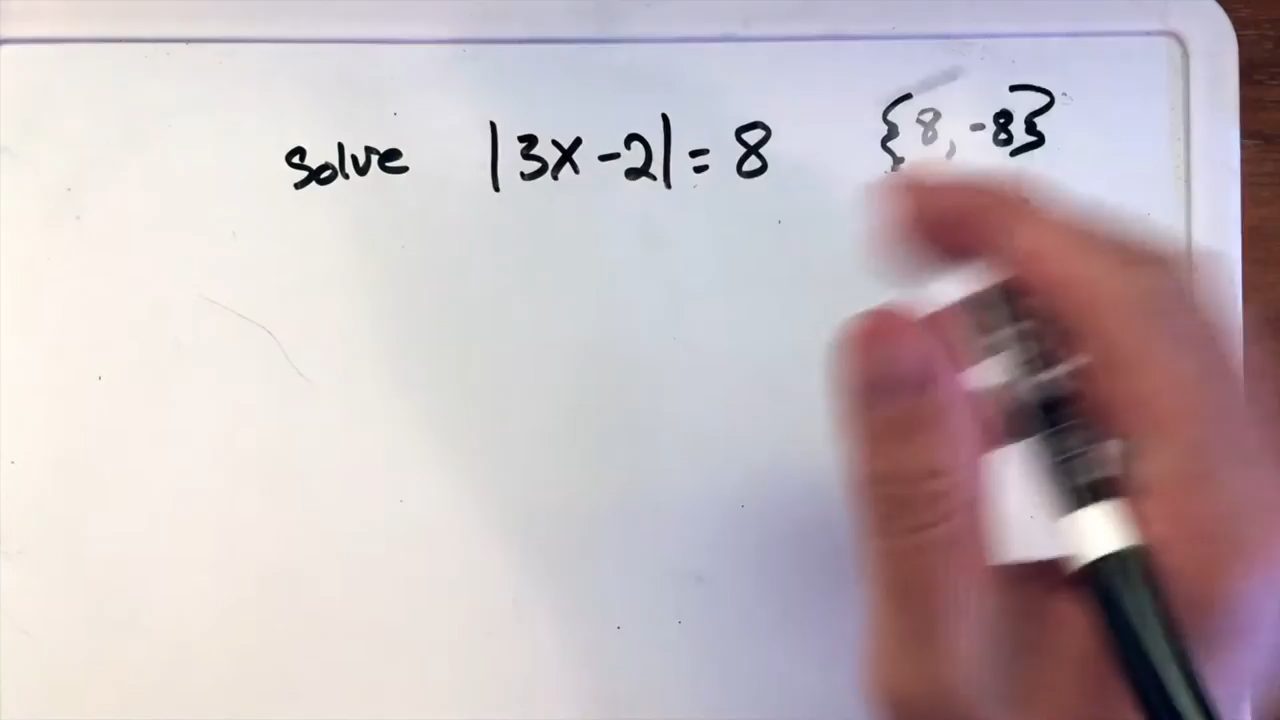 Solve |3x-2| = 8 {8, -8}